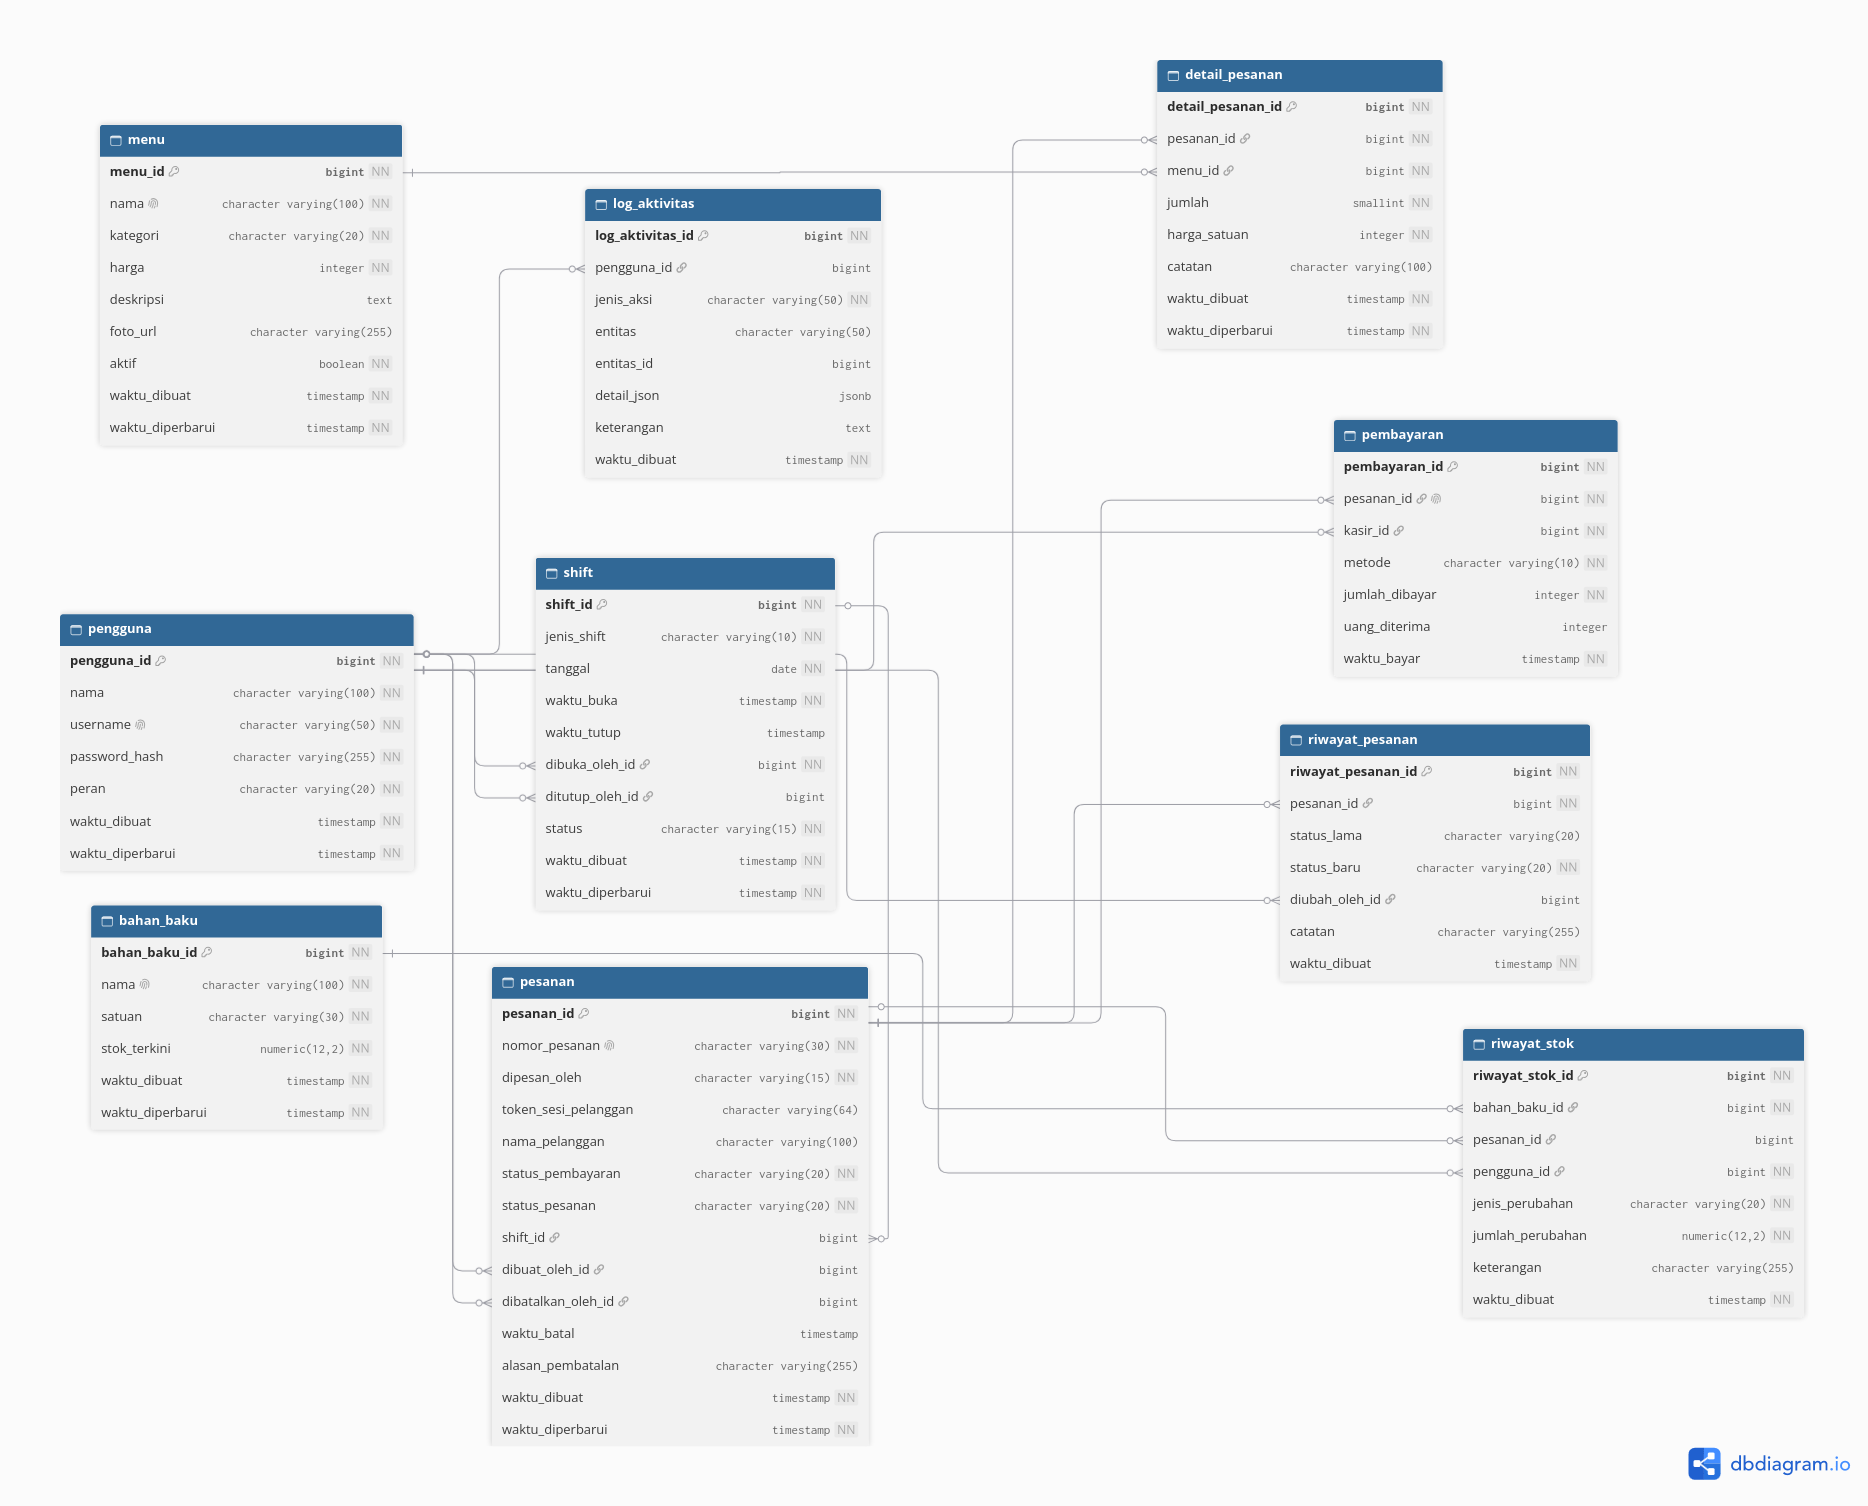 menu
menu_id bigint NN
nama character varying(100) NN
kategori character varying(20) NN
harga integer NN
deskripsi text
foto_url character varying(255)
aktif boolean NN
waktu_dibuat timestamp NN
waktu_diperbarui timestamp NN
log_aktivitas
log_aktivitas_id bigint NN
pengguna_id bigint
jenis_aksi character varying(50) NN
entitas character varying(50)
entitas_id bigint
detail_json jsonb
keterangan text
waktu_dibuat timestamp NN
detail_pesanan
detail_pesanan_id bigint NN
pesanan_id bigint NN
menu_id bigint NN
jumlah smallint NN
harga_satuan integer NN
catatan character varying(100)
waktu_dibuat timestamp NN
waktu_diperbarui timestamp NN
pembayaran
pembayaran_id bigint NN
pesanan_id bigint NN
kasir_id bigint NN
metode character varying(10) NN
jumlah_dibayar integer NN
uang_diterima integer
waktu_bayar timestamp NN
shift
shift_id bigint NN
jenis_shift character varying(10) NN
tanggal date NN
waktu_buka timestamp NN
waktu_tutup timestamp
dibuka_oleh_id bigint NN
ditutup_oleh_id bigint
status character varying(15) NN
waktu_dibuat timestamp NN
waktu_diperbarui timestamp NN
pengguna
pengguna_id bigint NN
nama character varying(100) NN
username character varying(50) NN
password_hash character varying(255) NN
peran character varying(20) NN
waktu_dibuat timestamp NN
waktu_diperbarui timestamp NN
riwayat_pesanan
riwayat_pesanan_id bigint NN
pesanan_id bigint NN
status_lama character varying(20)
status_baru character varying(20) NN
diubah_oleh_id bigint
catatan character varying(255)
waktu_dibuat timestamp NN
bahan_baku
bahan_baku_id bigint NN
nama character varying(100) NN
satuan character varying(30) NN
stok_terkini numeric(12,2) NN
waktu_dibuat timestamp NN
waktu_diperbarui timestamp NN
pesanan
pesanan_id bigint NN
nomor_pesanan character varying(30) NN
dipesan_oleh character varying(15) NN
token_sesi_pelanggan character varying(64)
nama_pelanggan character varying(100)
status_pembayaran character varying(20) NN
status_pesanan character varying(20) NN
shift_id bigint
dibuat_oleh_id bigint
dibatalkan_oleh_id bigint
waktu_batal timestamp
alasan_pembatalan character varying(255)
waktu_dibuat timestamp NN
waktu_diperbarui timestamp NN
riwayat_stok
riwayat_stok_id bigint NN
bahan_baku_id bigint NN
pesanan_id bigint
pengguna_id bigint NN
jenis_perubahan character varying(20) NN
jumlah_perubahan numeric(12,2) NN
keterangan character varying(255)
waktu_dibuat timestamp NN
dbdiagram.io